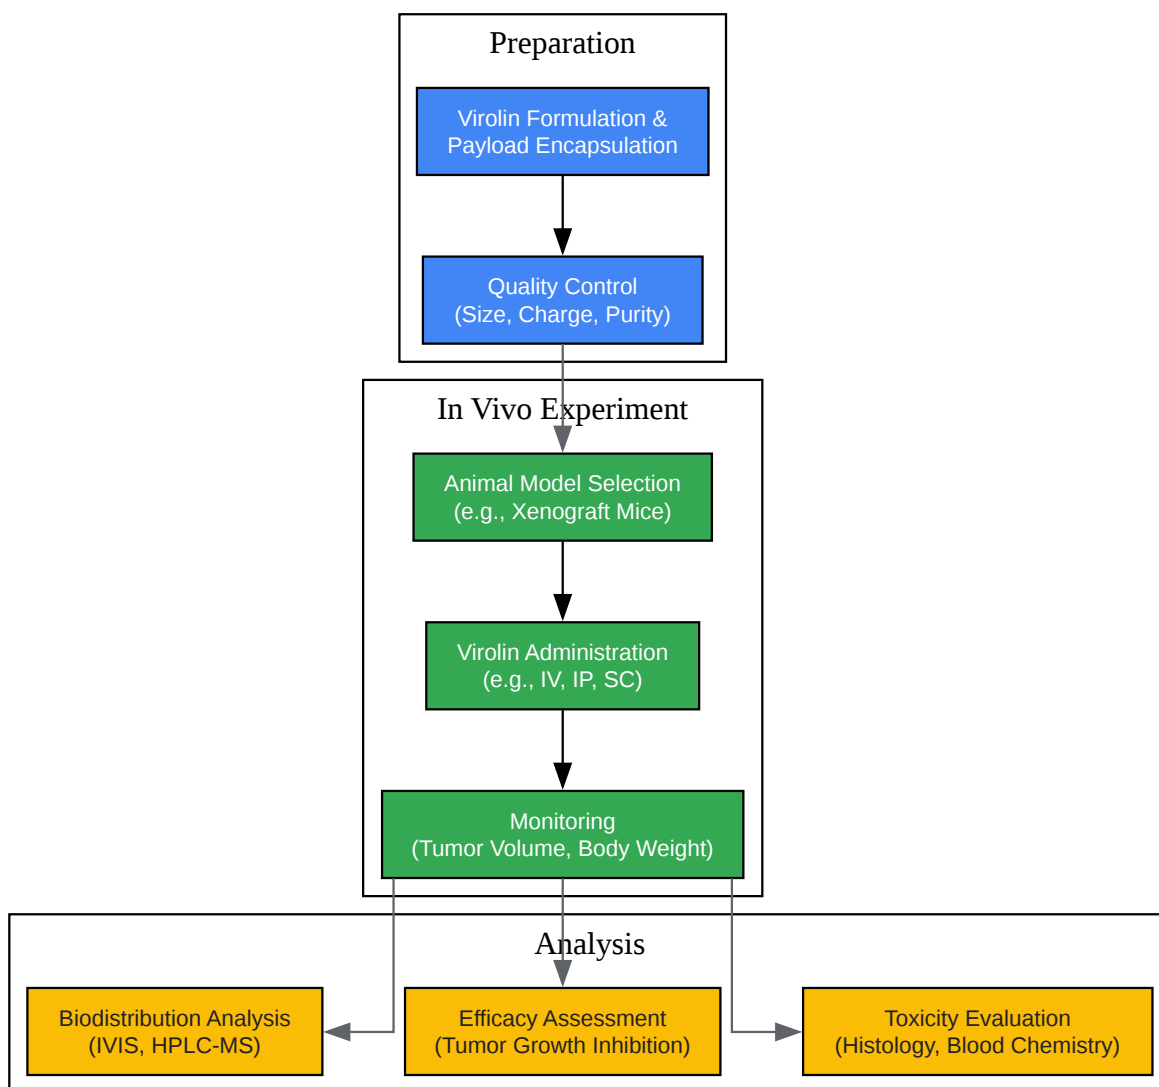 Preparation
Virolin Formulation &
Payload Encapsulation
Quality Control
(Size, Charge, Purity)
In Vivo Experiment
Animal Model Selection
(e.g., Xenograft Mice)
Virolin Administration
(e.g., IV, IP, SC)
Monitoring
(Tumor Volume, Body Weight)
Analysis
Biodistribution Analysis
(IVIS, HPLC-MS)
Efficacy Assessment
(Tumor Growth Inhibition)
Toxicity Evaluation
(Histology, Blood Chemistry)